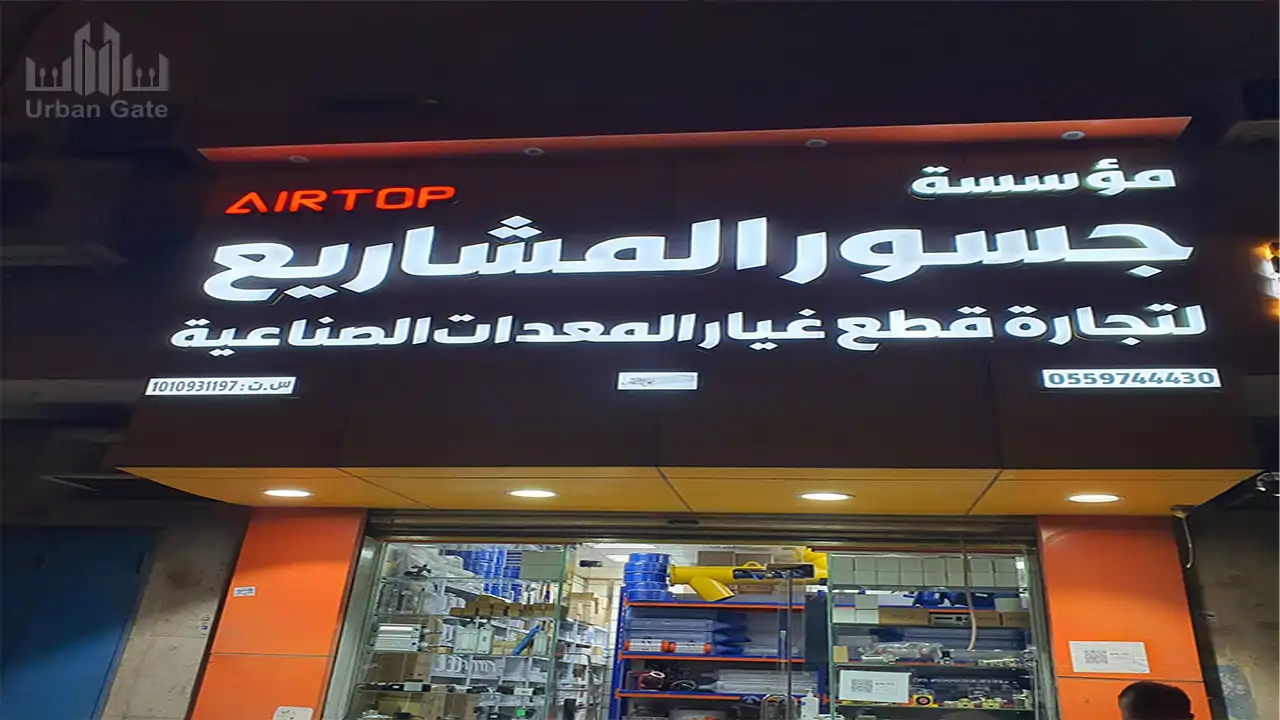 Urban Gate
AIRTOP
مؤسسة
جسور المشاريع
لتجارة قطع غيار المعدات الصناعية
0559744430
س.ت: 1010931197